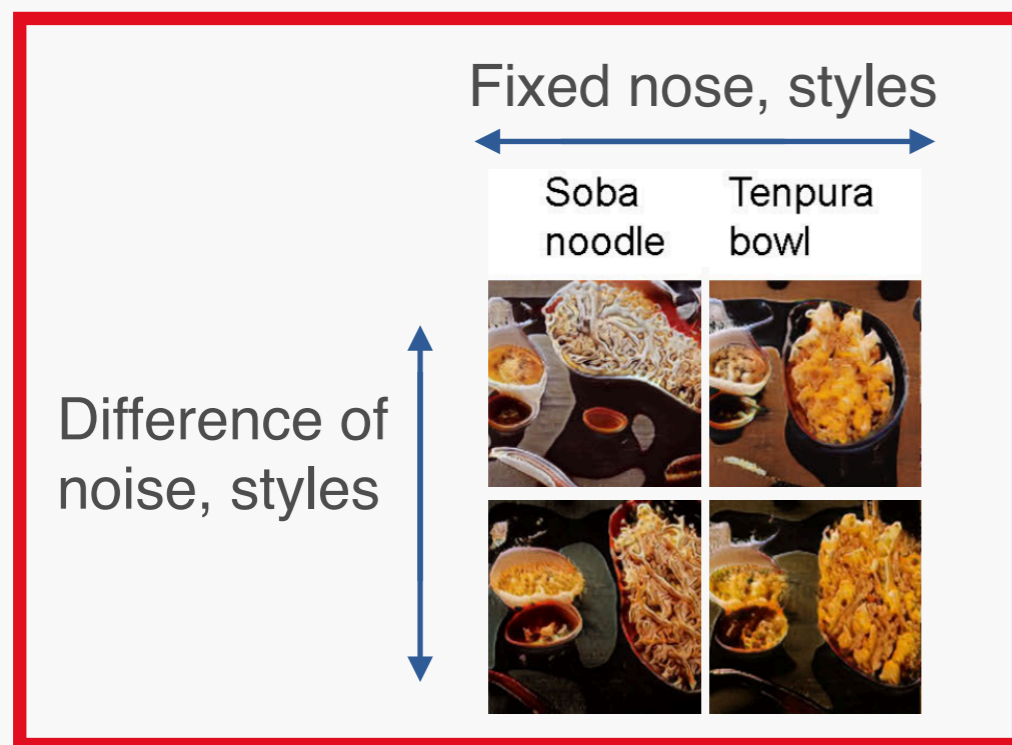 Fixed nose, styles
Soba
noodle
Tenpura
bowl
Difference of
noise, styles